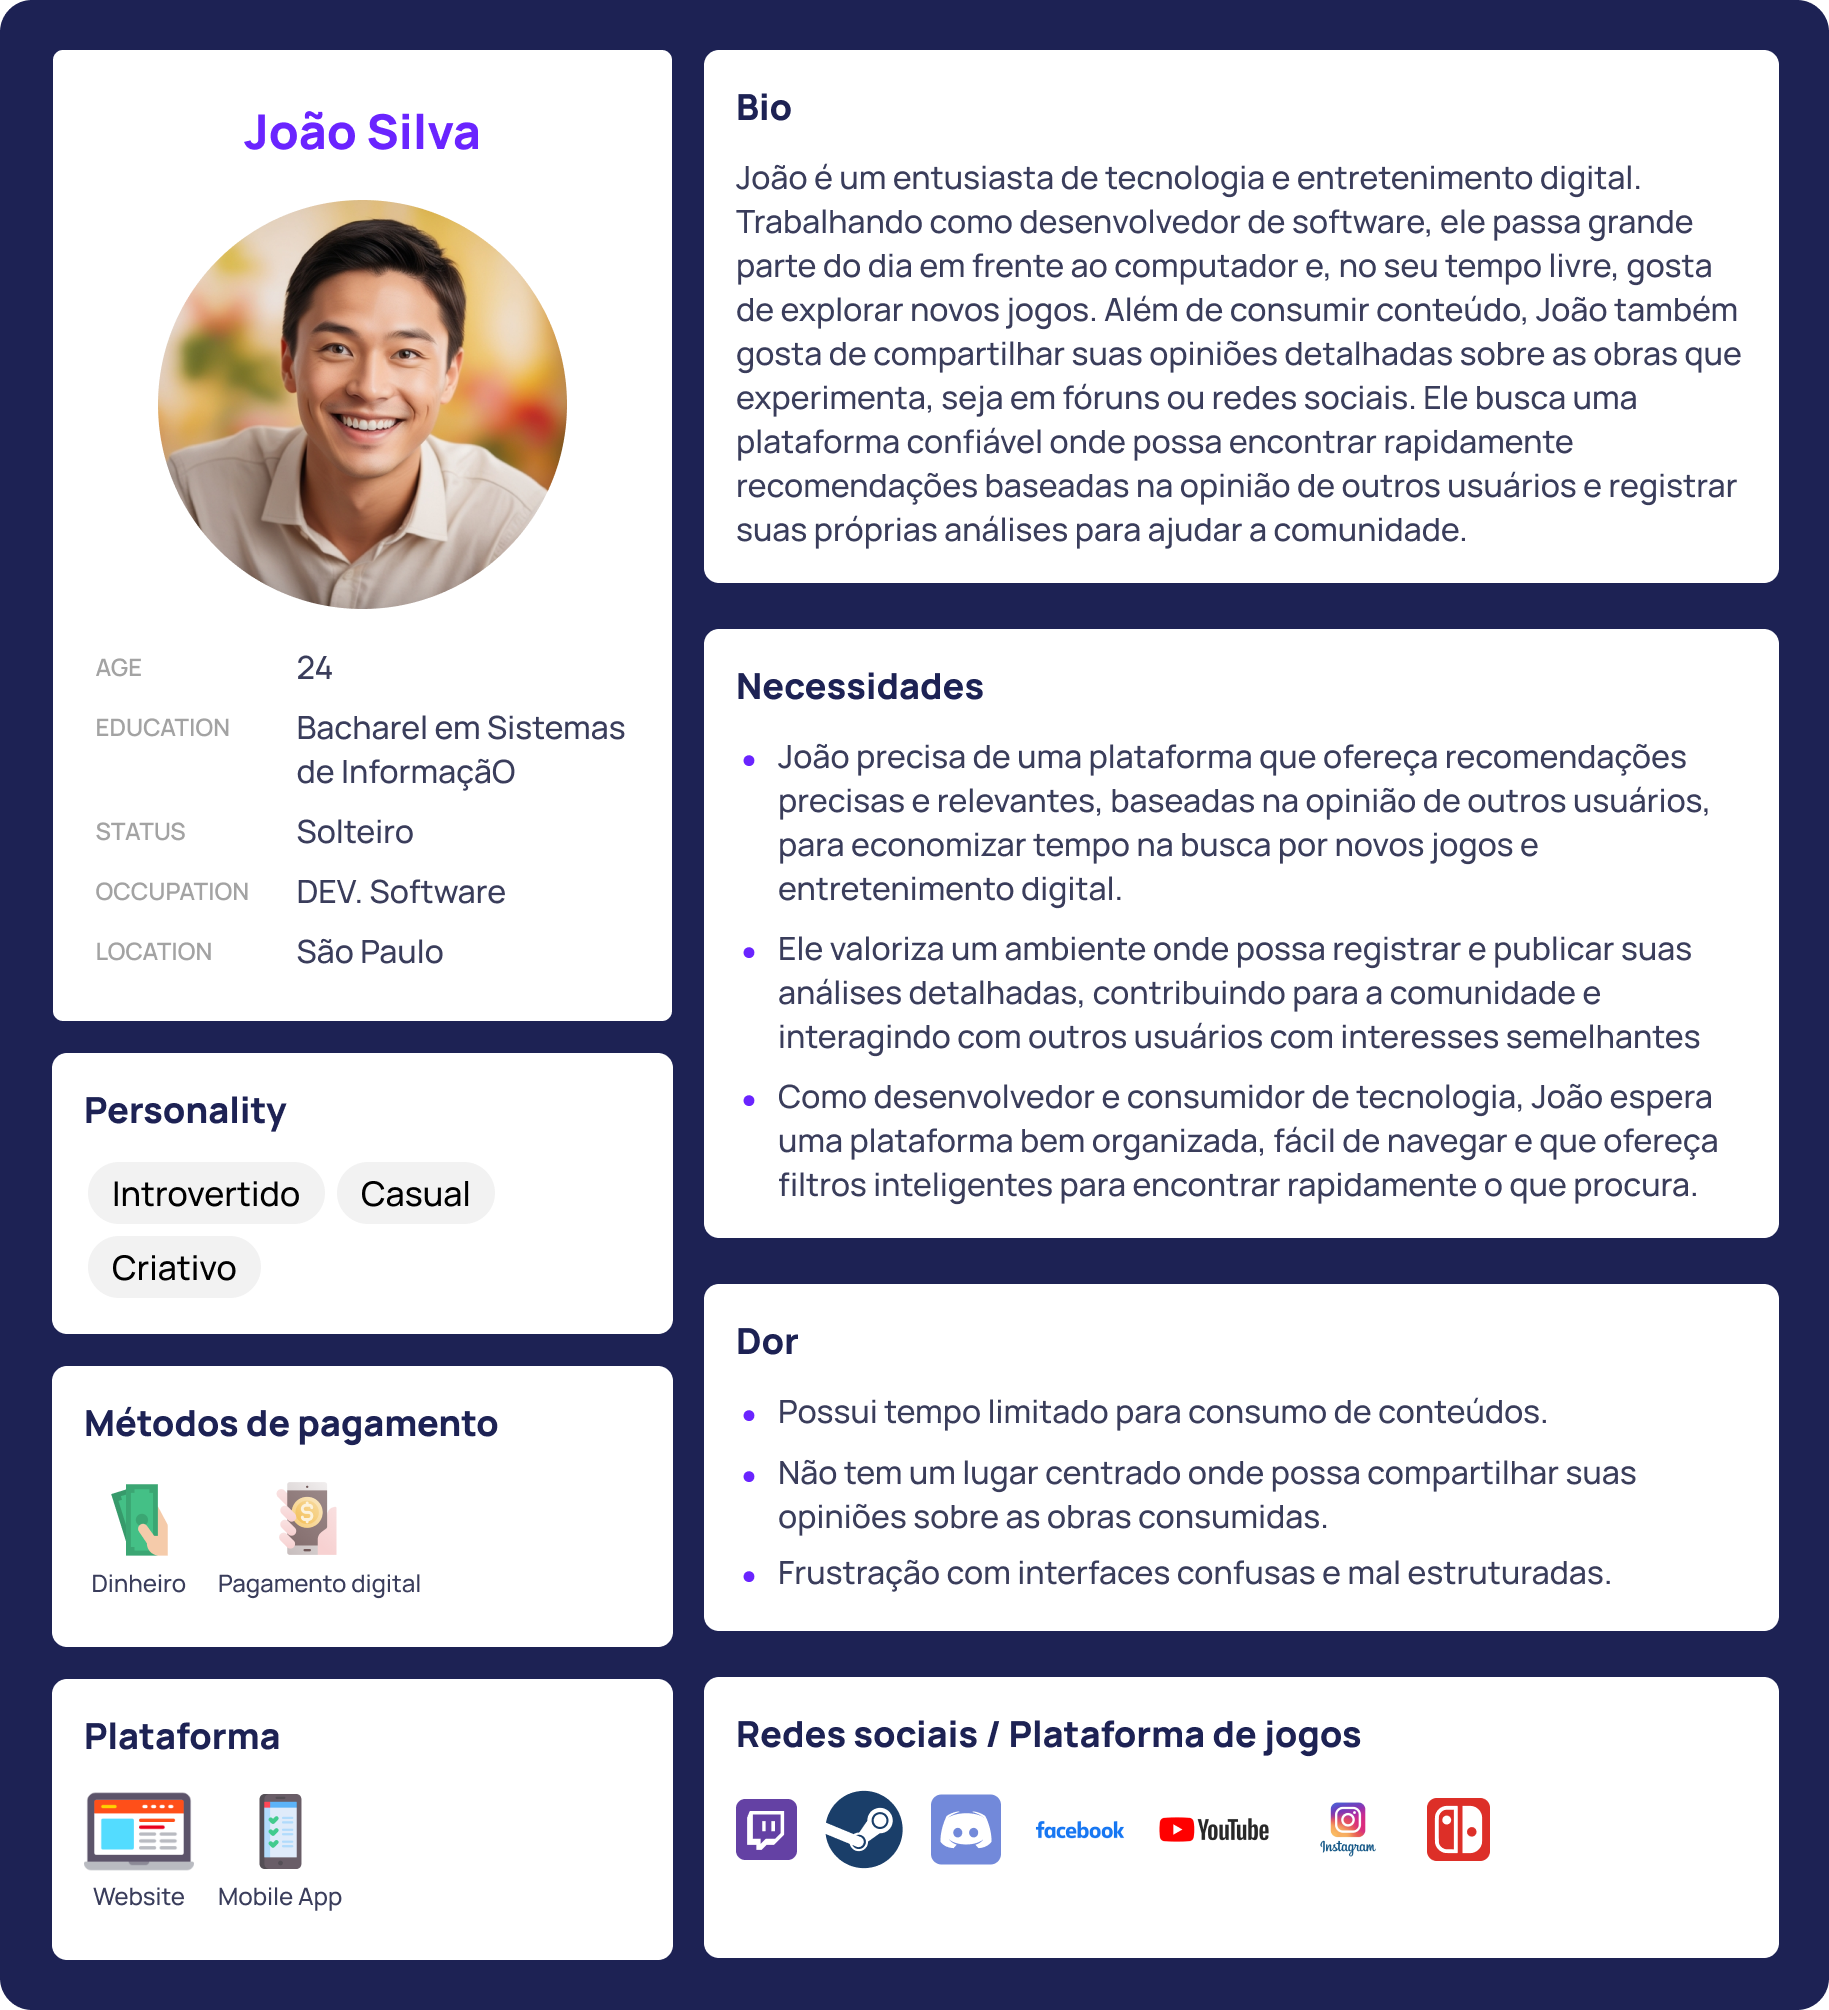 João Silva
AGE 24
EDUCATION Bacharel em Sistemas
de InformaçãO
STATUS Solteiro
OCCUPATION DEV. Software
LOCATION São Paulo
Personality
Introvertido Casual
Criativo
Métodos de pagamento
Dinheiro Pagamento digital
Plataforma
Website Mobile App
Bio
João é um entusiasta de tecnologia e entretenimento digital.
Trabalhando como desenvolvedor de software, ele passa grande
parte do dia em frente ao computador e, no seu tempo livre, gosta
de explorar novos jogos. Além de consumir conteúdo, João também
gosta de compartilhar suas opiniões detalhadas sobre as obras que
experimenta, seja em fóruns ou redes sociais. Ele busca uma
plataforma confiável onde possa encontrar rapidamente
recomendações baseadas na opinião de outros usuários e registrar
suas próprias análises para ajudar a comunidade.
Necessidades
• João precisa de uma plataforma que ofereça recomendações
precisas e relevantes, baseadas na opinião de outros usuários,
para economizar tempo na busca por novos jogos e
entretenimento digital.
• Ele valoriza um ambiente onde possa registrar e publicar suas
análises detalhadas, contribuindo para a comunidade e
interagindo com outros usuários com interesses semelhantes
• Como desenvolvedor e consumidor de tecnologia, João espera
uma plataforma bem organizada, fácil de navegar e que ofereça
filtros inteligentes para encontrar rapidamente o que procura.
Dor
• Possui tempo limitado para consumo de conteúdos.
• Não tem um lugar centrado onde possa compartilhar suas
opiniões sobre as obras consumidas.
• Frustração com interfaces confusas e mal estruturadas.
Redes sociais / Plataforma de jogos
facebook YouTube Instagram